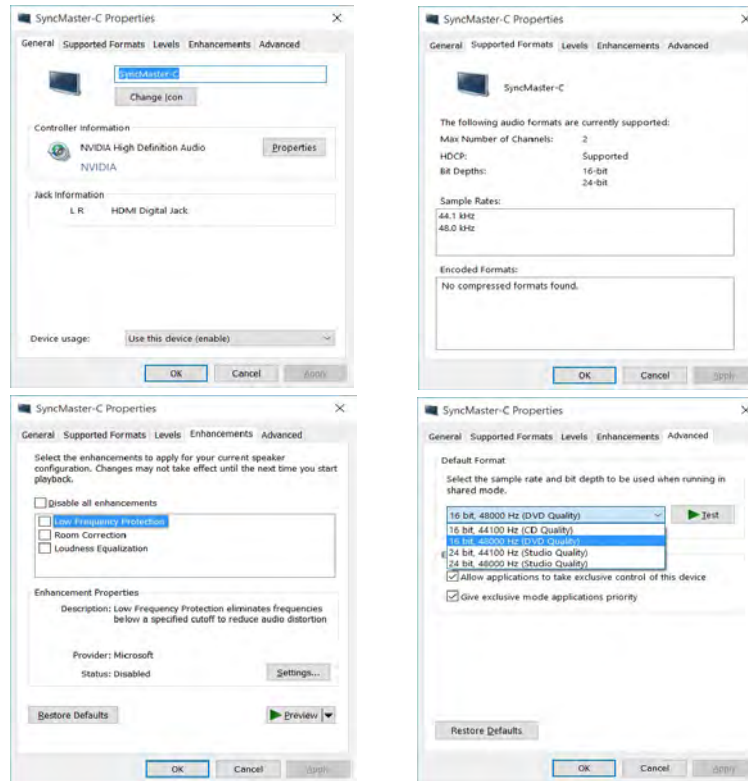 SyncMaster-C Properties
General Supported Formats Levels Enhancements Advanced
SyncMaster-C
Change Icon
Controller Information
NVIDIA High Definition Audio
Properties
NVIDIA
Jack Information
L R HDMI Digital Jack
Device usage: Use this device (enable)
OK Cancel Apply
SyncMaster-C Properties
General Supported Formats Levels Enhancements Advanced
SyncMaster-C
The following audio formats are currently supported:
Max Number of Channels: 2
HDCP: Supported
Bit Depths: 16-bit
24-bit
Sample Rates:
44.1 kHz
48.0 kHz
Encoded Formats:
No compressed formats found.
OK Cancel Apply
SyncMaster-C Properties
General Supported Formats Levels Enhancements Advanced
Select the enhancements to apply for your current speaker
configuration. Changes may not take effect until the next time you start
playback.
Disable all enhancements
Low Frequency Protection
Room Correction
Loudness Equalization
Enhancement Properties
Description: Low Frequency Protection eliminates frequencies
below a specified cutoff to reduce audio distortion
Provider: Microsoft
Status: Disabled
Settings...
Restore Defaults
Preview
OK Cancel Apply
SyncMaster-C Properties
General Supported Formats Levels Enhancements Advanced
Default Format
Select the sample rate and bit depth to be used when running in
shared mode.
16 bit, 48000 Hz (DVD Quality)
Test
16 bit, 44100 Hz (CD Quality)
16 bit, 48000 Hz (DVD Quality)
24 bit, 44100 Hz (Studio Quality)
24 bit, 48000 Hz (Studio Quality)
Allow applications to take exclusive control of this device
Give exclusive mode applications priority
Restore Defaults
OK Cancel Apply